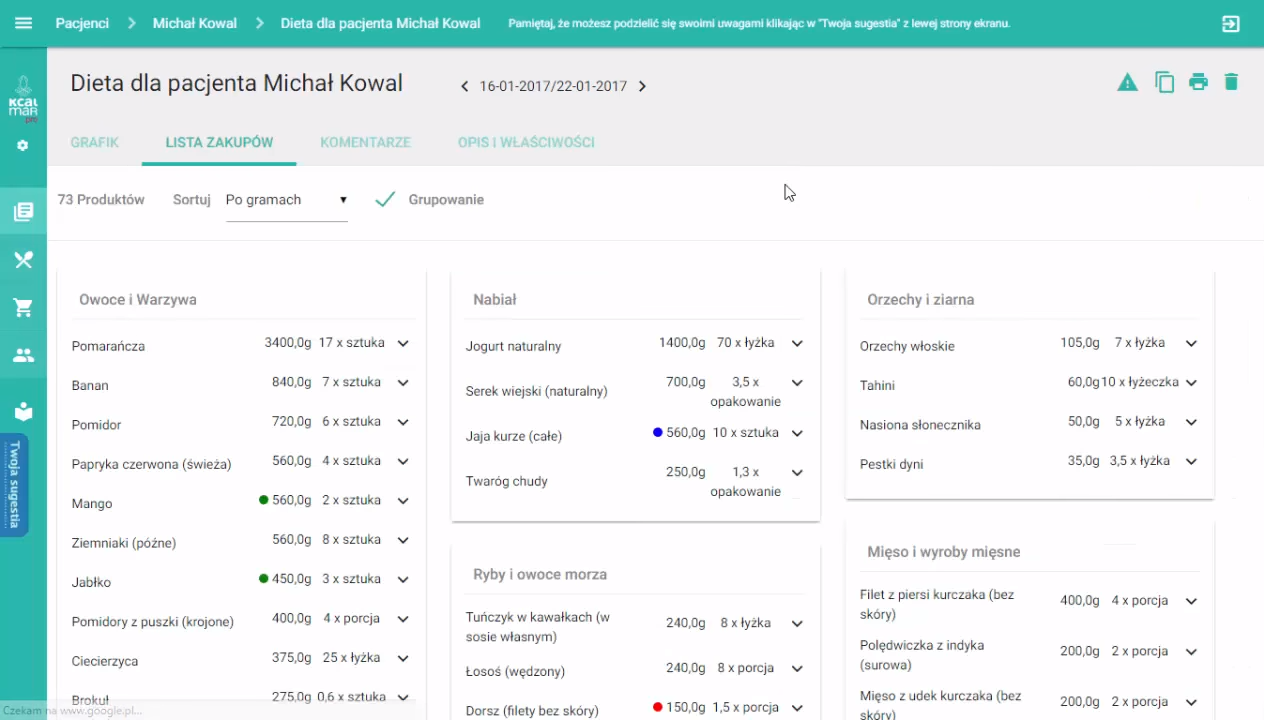 Pacjenci
Michał Kowal
Dieta dla pacjenta Michał Kowal
Pamiętaj, że możesz podzielić się swoimi uwagami klikając w "Twoja sugestia" z lewej strony ekranu.
KCAL
MAR
pro
Dieta dla pacjenta Michał Kowal
16-01-2017/22-01-2017
GRAFIK
LISTA ZAKUPÓW
KOMENTARZE
OPIS I WŁAŚCIWOŚCI
73 Produktów
Sortuj
Po gramach
Grupowanie
Twoja sugestia
Owoce i Warzywa
Pomarańcza 3400,0g 17 x sztuka
Banan 840,0g 7 x sztuka
Pomidor 720,0g 6 x sztuka
Papryka czerwona (świeża) 560,0g 4 x sztuka
Mango 560,0g 2 x sztuka
Ziemniaki (późne) 560,0g 8 x sztuka
Jabłko 450,0g 3 x sztuka
Pomidory z puszki (krojone) 400,0g 4 x porcja
Ciecierzyca 375,0g 25 x łyżka
Brokuł 275,0g 0,6 x sztuka
Nabiał
Jogurt naturalny 1400,0g 70 x łyżka
Serek wiejski (naturalny) 700,0g 3,5 x
opakowanie
Jaja kurze (całe) 560,0g 10 x sztuka
Twaróg chudy 250,0g 1,3 x
opakowanie
Ryby i owoce morza
Tuńczyk w kawałkach (w
sosie własnym) 240,0g 8 x łyżka
Łosoś (wędzony) 240,0g 8 x porcja
Dorsz (filety bez skóry) 150,0g 1,5 x porcja
Orzechy i ziarna
Orzechy włoskie 105,0g 7 x łyżka
Tahini 60,0g 10 x łyżeczka
Nasiona słonecznika 50,0g 5 x łyżka
Pestki dyni 35,0g 3,5 x łyżka
Mięso i wyroby mięsne
Filet z piersi kurczaka (bez
skóry) 400,0g 4 x porcja
Polędwiczka z indyka
(surowa) 200,0g 2 x porcja
Mięso z udek kurczaka (bez
skóry) 200,0g 2 x porcja
Czekam na www.google.pl...